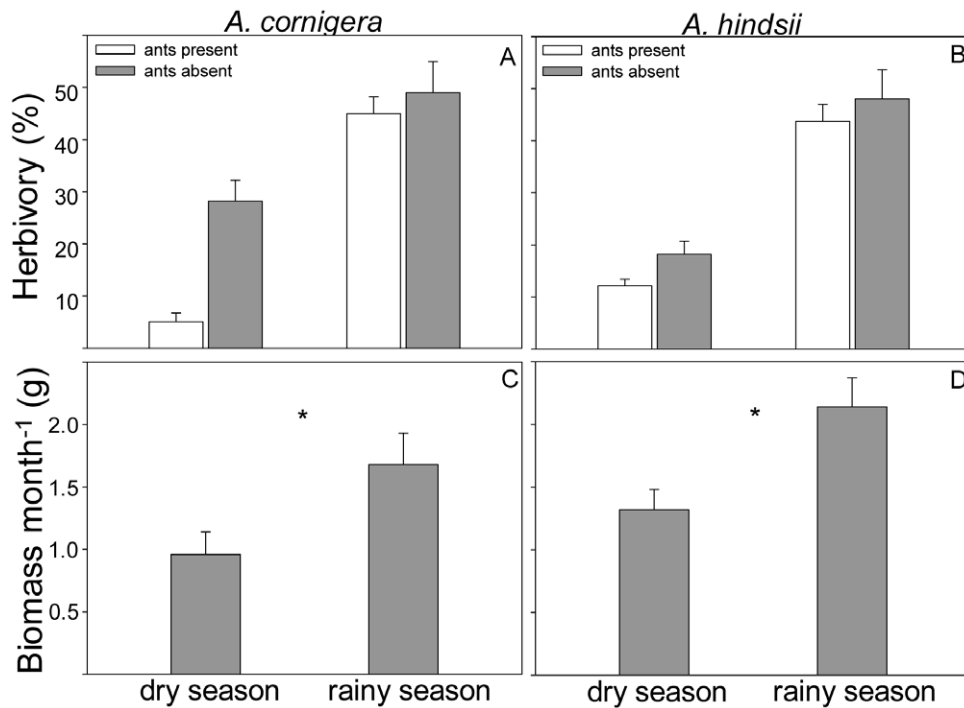 A. cornigera
A. hindsii
ants present
ants absent
A
ants present
ants absent
B
Herbivory (%)
50
40
30
20
10
C
*
D
*
Biomass month-1 (g)
2.0
1.5
1.0
0.5
dry season
rainy season
dry season
rainy season